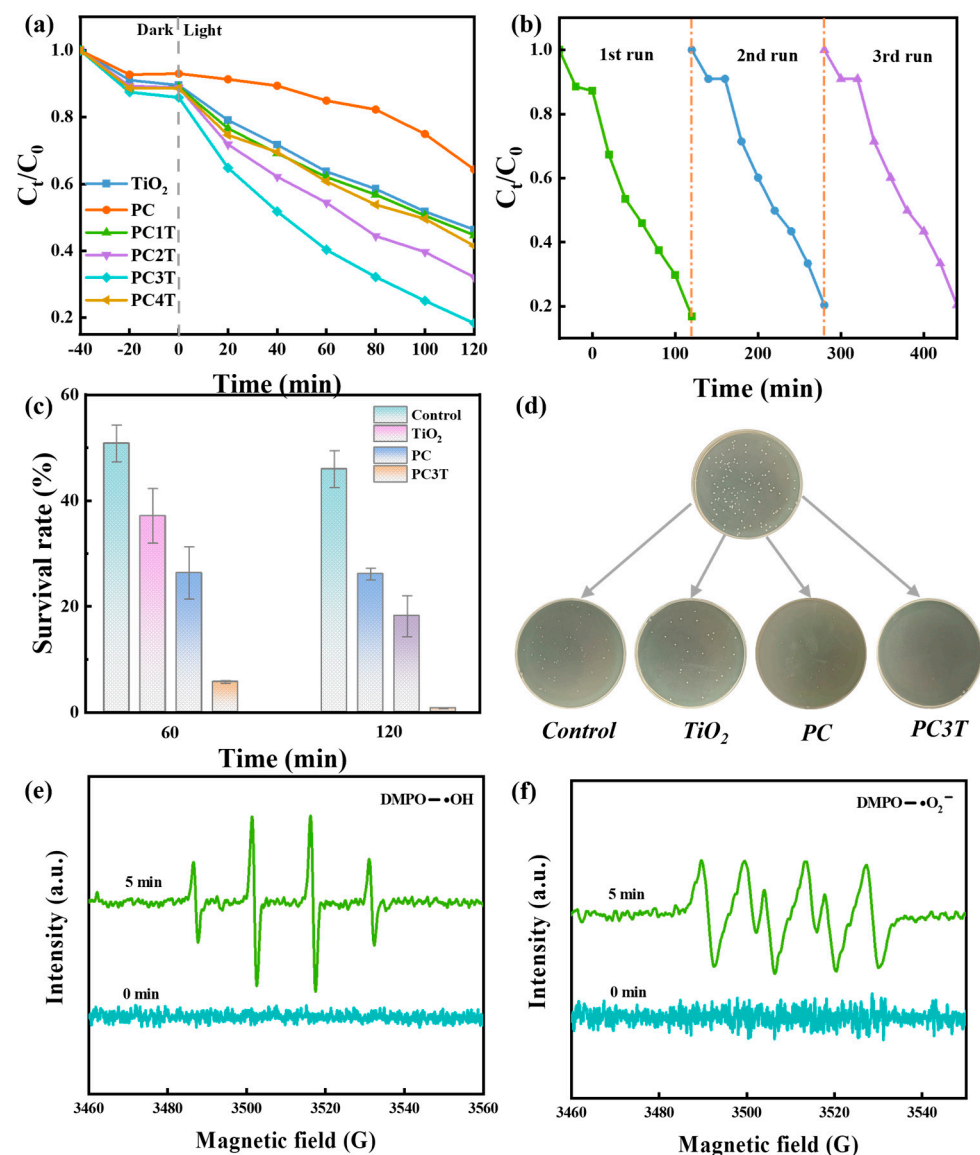 (a)
Dark
Light
1.0
0.8
0.6
0.4
0.2
Cₜ/C₀
TiO₂
PC
PC1T
PC2T
PC3T
PC4T
-40 -20 0 20 40 60 80 100 120
Time (min)
(b)
1st run
2nd run
3rd run
1.0
0.8
0.6
0.4
0.2
Cₜ/C₀
0 100 200 300 400
Time (min)
(c)
60
40
20
0
Survival rate (%)
Control
TiO₂
PC
PC3T
60 120
Time (min)
(d)
Control
TiO₂
PC
PC3T
(e)
DMPO—•OH
5 min
0 min
Intensity (a.u.)
3460 3480 3500 3520 3540 3560
Magnetic field (G)
(f)
DMPO—•O₂⁻
5 min
0 min
Intensity (a.u.)
3460 3480 3500 3520 3540
Magnetic field (G)